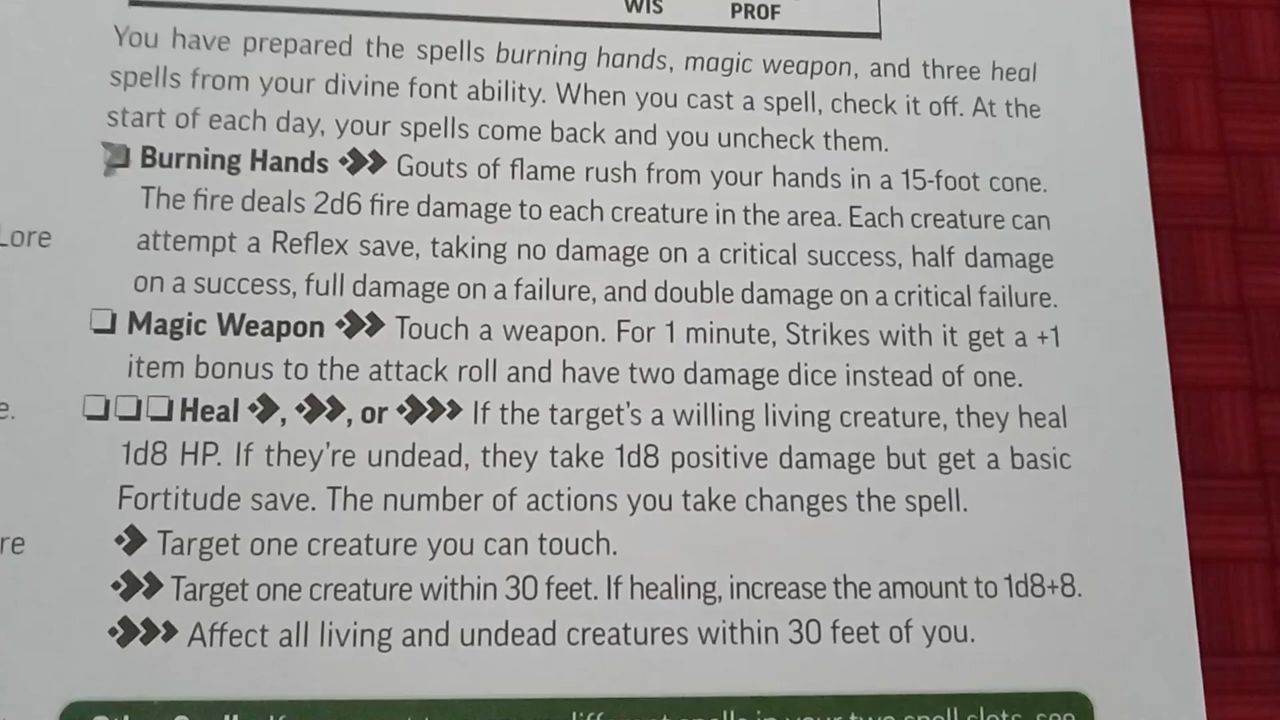 WIS PROF
You have prepared the spells burning hands, magic weapon, and three heal
spells from your divine font ability. When you cast a spell, check it off. At the
start of each day, your spells come back and you uncheck them.
Burning Hands Gouts of flame rush from your hands in a 15-foot cone.
The fire deals 2d6 fire damage to each creature in the area. Each creature can
Lore
attempt a Reflex save, taking no damage on a critical success, half damage
on a success, full damage on a failure, and double damage on a critical failure.
Magic Weapon Touch a weapon. For 1 minute, Strikes with it get a +1
item bonus to the attack roll and have two damage dice instead of one.
e.
Heal , , or If the target's a willing living creature, they heal
1d8 HP. If they're undead, they take 1d8 positive damage but get a basic
Fortitude save. The number of actions you take changes the spell.
re
Target one creature you can touch.
Target one creature within 30 feet. If healing, increase the amount to 1d8+8.
Affect all living and undead creatures within 30 feet of you.
spells in your two spell slots, see